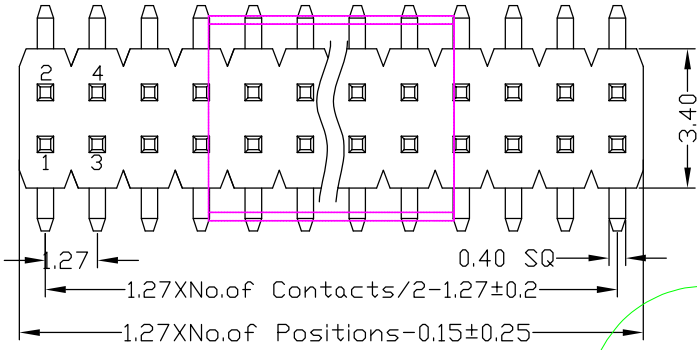 2 4
1 3
3.40
1.27
0.40 SQ
1.27XNo.of Contacts/2-1.27±0.2
1.27XNo.of Positions-0.15±0.25